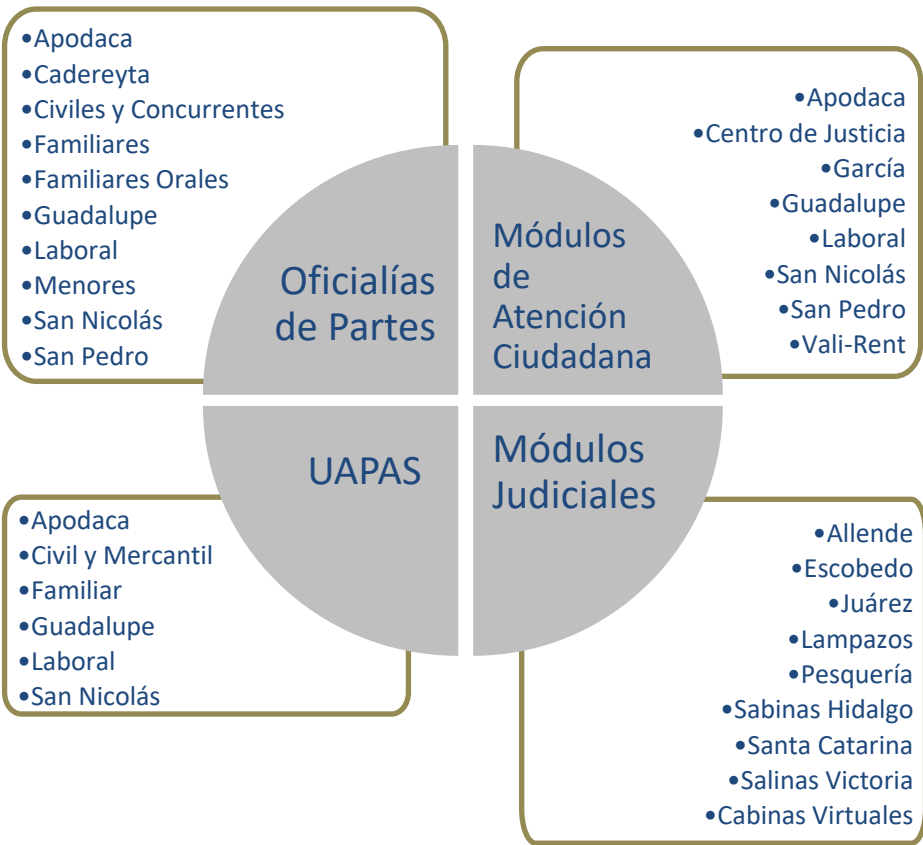 •Apodaca
•Cadereyta
•Civiles y Concurrentes
•Familiares
•Familiares Orales
•Guadalupe
•Laboral
•Menores
•San Nicolás
•San Pedro
Oficialías
de Partes
•Apodaca
•Centro de Justicia
•García
•Guadalupe
•Laboral
•San Nicolás
•San Pedro
•Vali-Rent
Módulos
de
Atención
Ciudadana
UAPAS
•Apodaca
•Civil y Mercantil
•Familiar
•Guadalupe
•Laboral
•San Nicolás
Módulos
Judiciales
•Allende
•Escobedo
•Juárez
•Lampazos
•Pesquería
•Sabinas Hidalgo
•Santa Catarina
•Salinas Victoria
•Cabinas Virtuales